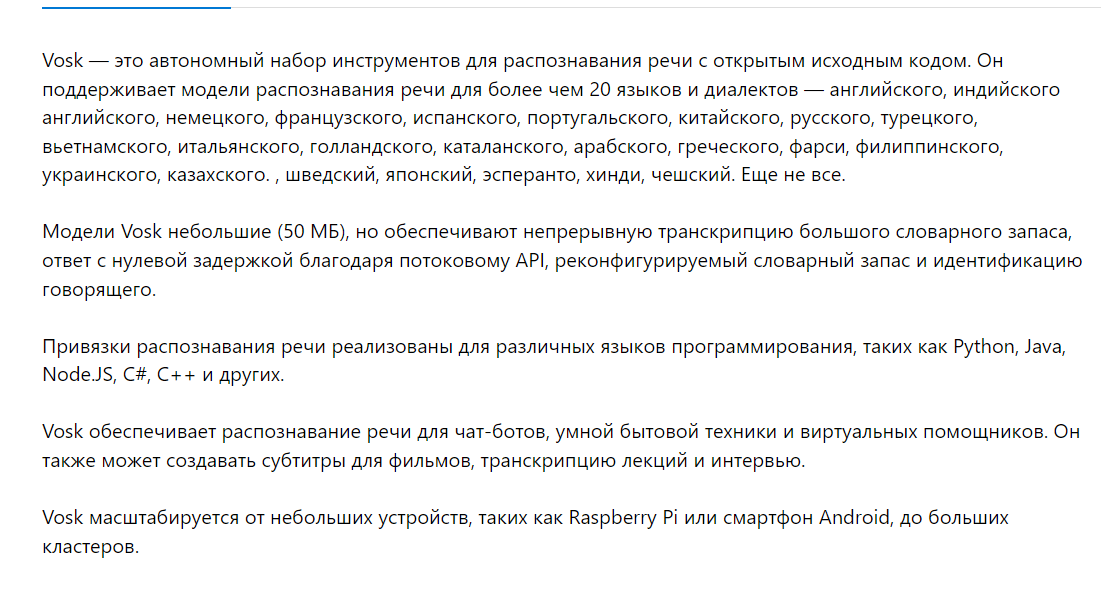 Vosk — это автономный набор инструментов для распознавания речи с открытым исходным кодом. Он
поддерживает модели распознавания речи для более чем 20 языков и диалектов — английского, индийского
английского, немецкого, французского, испанского, португальского, китайского, русского, турецкого,
вьетнамского, итальянского, голландского, каталанского, арабского, греческого, фарси, филиппинского,
украинского, казахского. , шведский, японский, эсперанто, хинди, чешский. Еще не все.
Модели Vosk небольшие (50 МБ), но обеспечивают непрерывную транскрипцию большого словарного запаса,
ответ с нулевой задержкой благодаря потоковому API, реконфигурируемый словарный запас и идентификацию
говорящего.
Привязки распознавания речи реализованы для различных языков программирования, таких как Python, Java,
Node.JS, C#, C++ и других.
Vosk обеспечивает распознавание речи для чат-ботов, умной бытовой техники и виртуальных помощников. Он
также может создавать субтитры для фильмов, транскрипцию лекций и интервью.
Vosk масштабируется от небольших устройств, таких как Raspberry Pi или смартфон Android, до больших
кластеров.